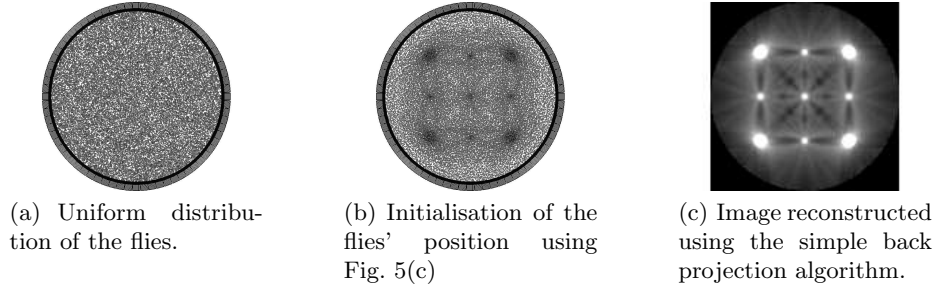 (a) Uniform distribu-
tion of the flies.
(b) Initialisation of the
flies' position using
Fig. 5(c)
(c) Image reconstructed
using the simple back
projection algorithm.